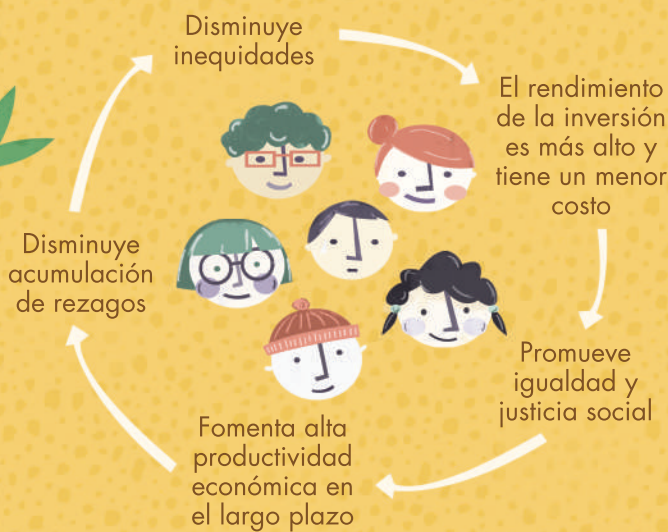 Disminuye
inequidades
El rendimiento
de la inversión
es más alto y
tiene un menor
costo
Promueve
igualdad y
justicia social
Fomenta alta
productividad
económica en
el largo plazo
Disminuye
acumulación
de rezagos